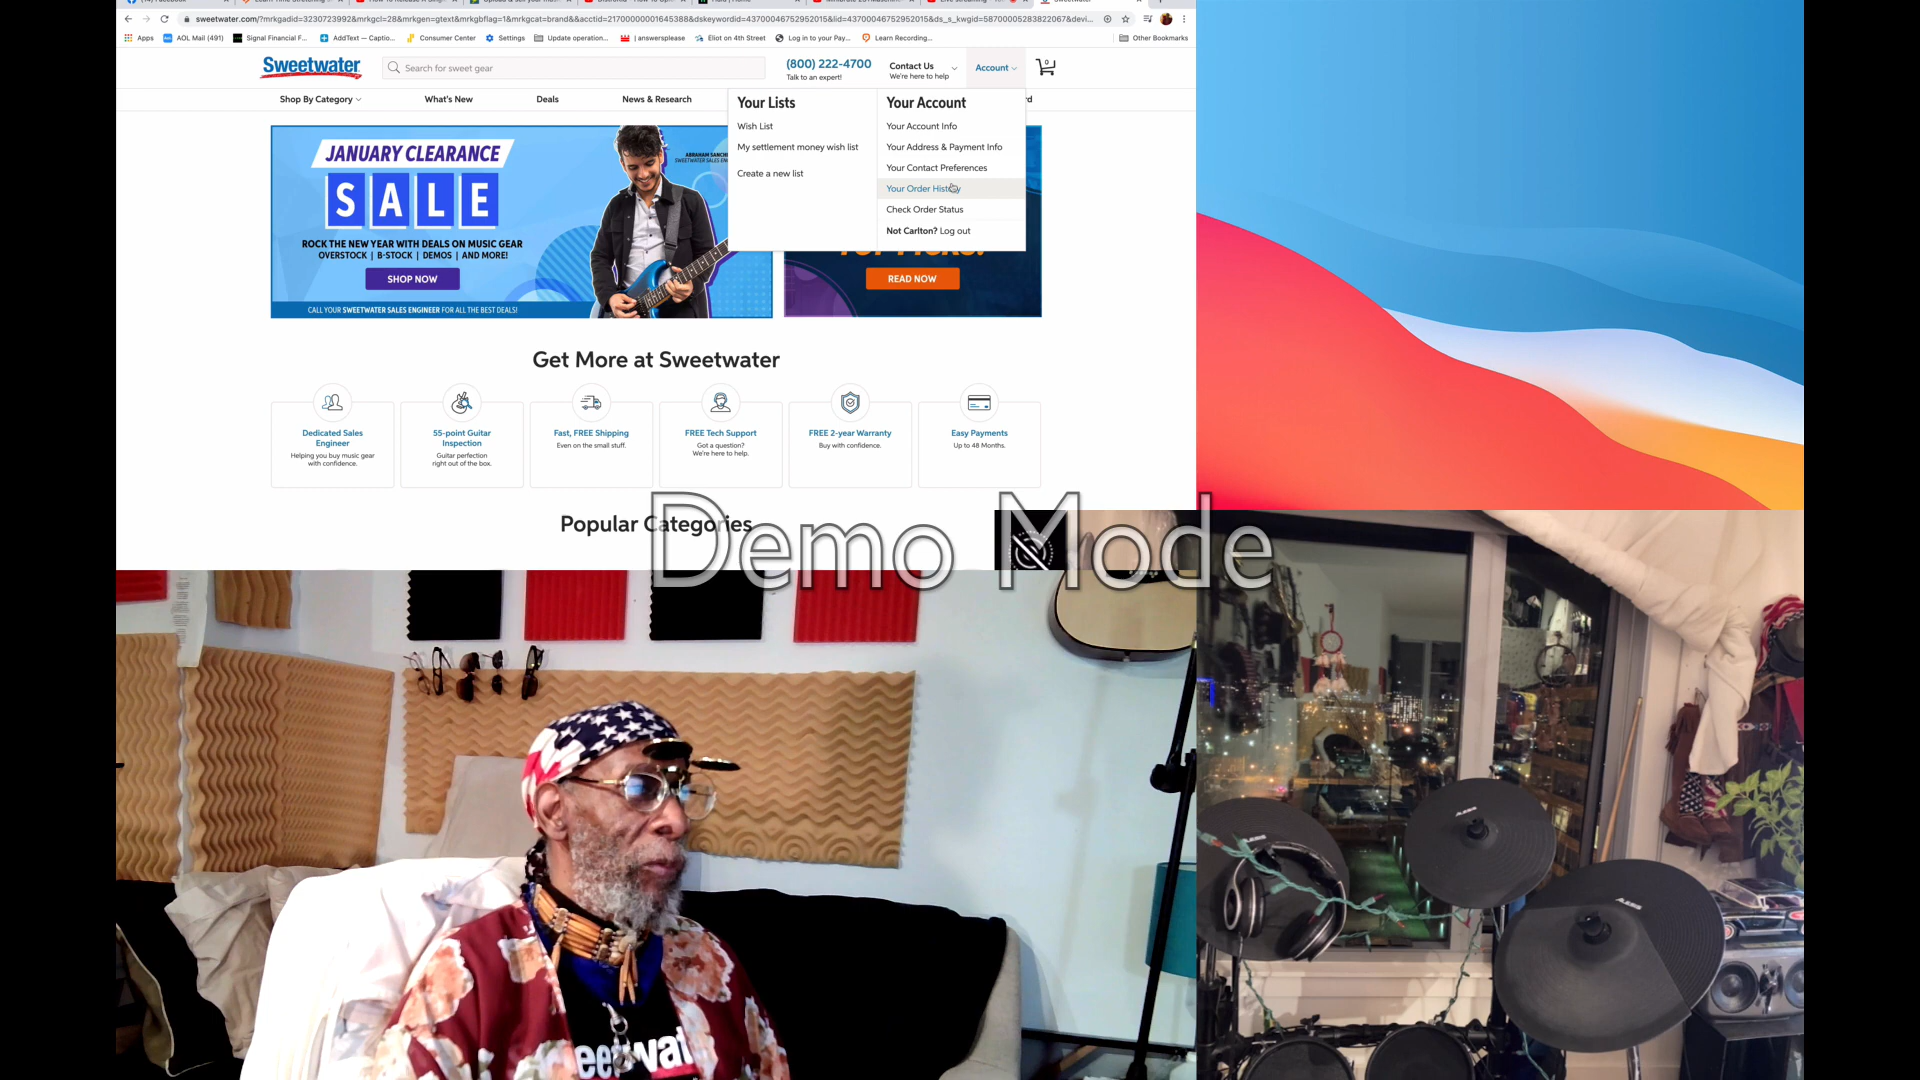 sweetwater.com/?mrkgadid=3230723992&mrkgcl=28&mrkgen=gtext&mrkgbflag=1&mrkgcat=brand&&acctid=21700000001645388&dskeywordid=43700046752952015&lid=43700046752952015&ds_s_kwgid=58700005283822067&devi...
Apps AOL Mail (491) Signal Financial F... AddText — Captio... Consumer Center Settings Update operation... | answersplease Eliot on 4th Street Log in to your Pay... Learn Recording... Other Bookmarks
Sweetwater
Search for sweet gear
(800) 222-4700
Talk to an expert!
Contact Us
We're here to help
Account
0
Shop By Category
What's New
Deals
News & Research
rd
Your Lists
Wish List
My settlement money wish list
Create a new list
Your Account
Your Account Info
Your Address & Payment Info
Your Contact Preferences
Your Order History
Check Order Status
Not Carlton? Log out
JANUARY CLEARANCE
SALE
ROCK THE NEW YEAR WITH DEALS ON MUSIC GEAR
OVERSTOCK | B-STOCK | DEMOS | AND MORE!
SHOP NOW
CALL YOUR SWEETWATER SALES ENGINEER FOR ALL THE BEST DEALS!
READ NOW
Get More at Sweetwater
Dedicated Sales
Engineer
Helping you buy music gear
with confidence.
55-point Guitar
Inspection
Guitar perfection
right out of the box.
Fast, FREE Shipping
Even on the small stuff.
FREE Tech Support
Got a question?
We're here to help.
FREE 2-year Warranty
Buy with confidence.
Easy Payments
Up to 48 Months.
Popular Categories
Demo Mode
ALESIS
ALESIS
eetwat